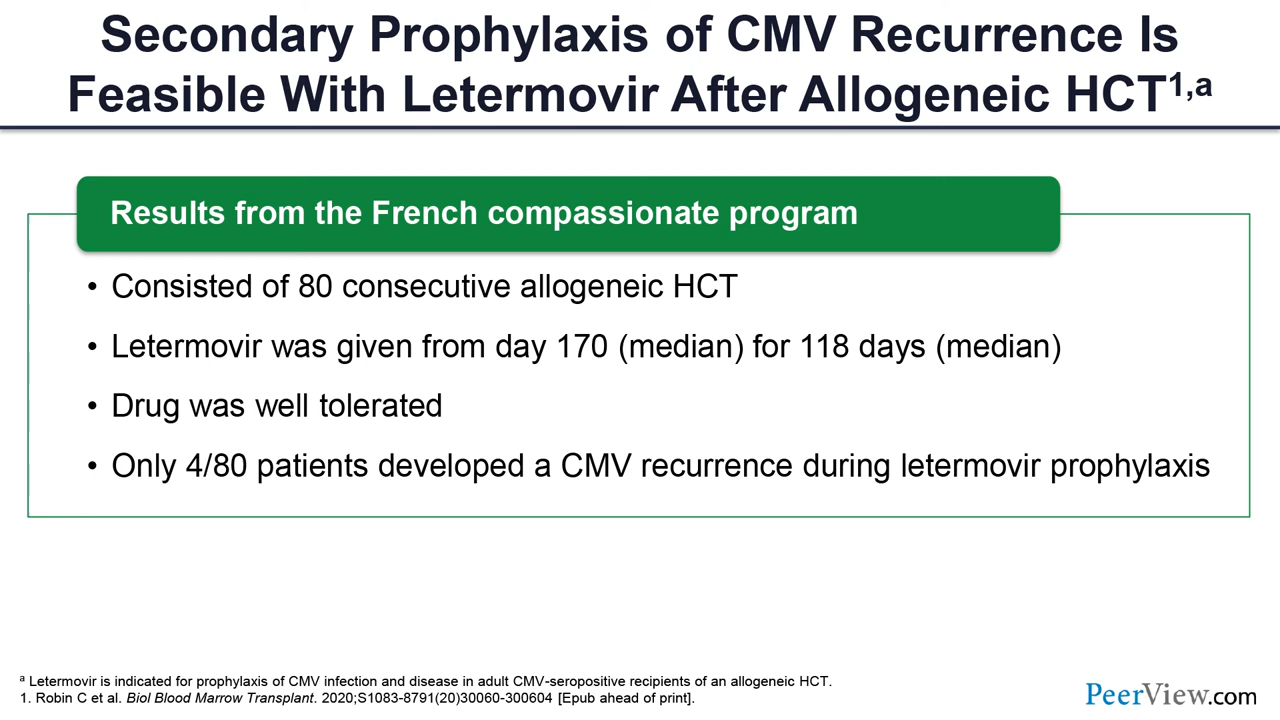 Secondary Prophylaxis of CMV Recurrence Is
Feasible With Letermovir After Allogeneic HCT1,a
Results from the French compassionate program
• Consisted of 80 consecutive allogeneic HCT
• Letermovir was given from day 170 (median) for 118 days (median)
• Drug was well tolerated
• Only 4/80 patients developed a CMV recurrence during letermovir prophylaxis
a Letermovir is indicated for prophylaxis of CMV infection and disease in adult CMV-seropositive recipients of an allogeneic HCT.
1. Robin C et al. Biol Blood Marrow Transplant. 2020;S1083-8791(20)30060-300604 [Epub ahead of print].
PeerView.com